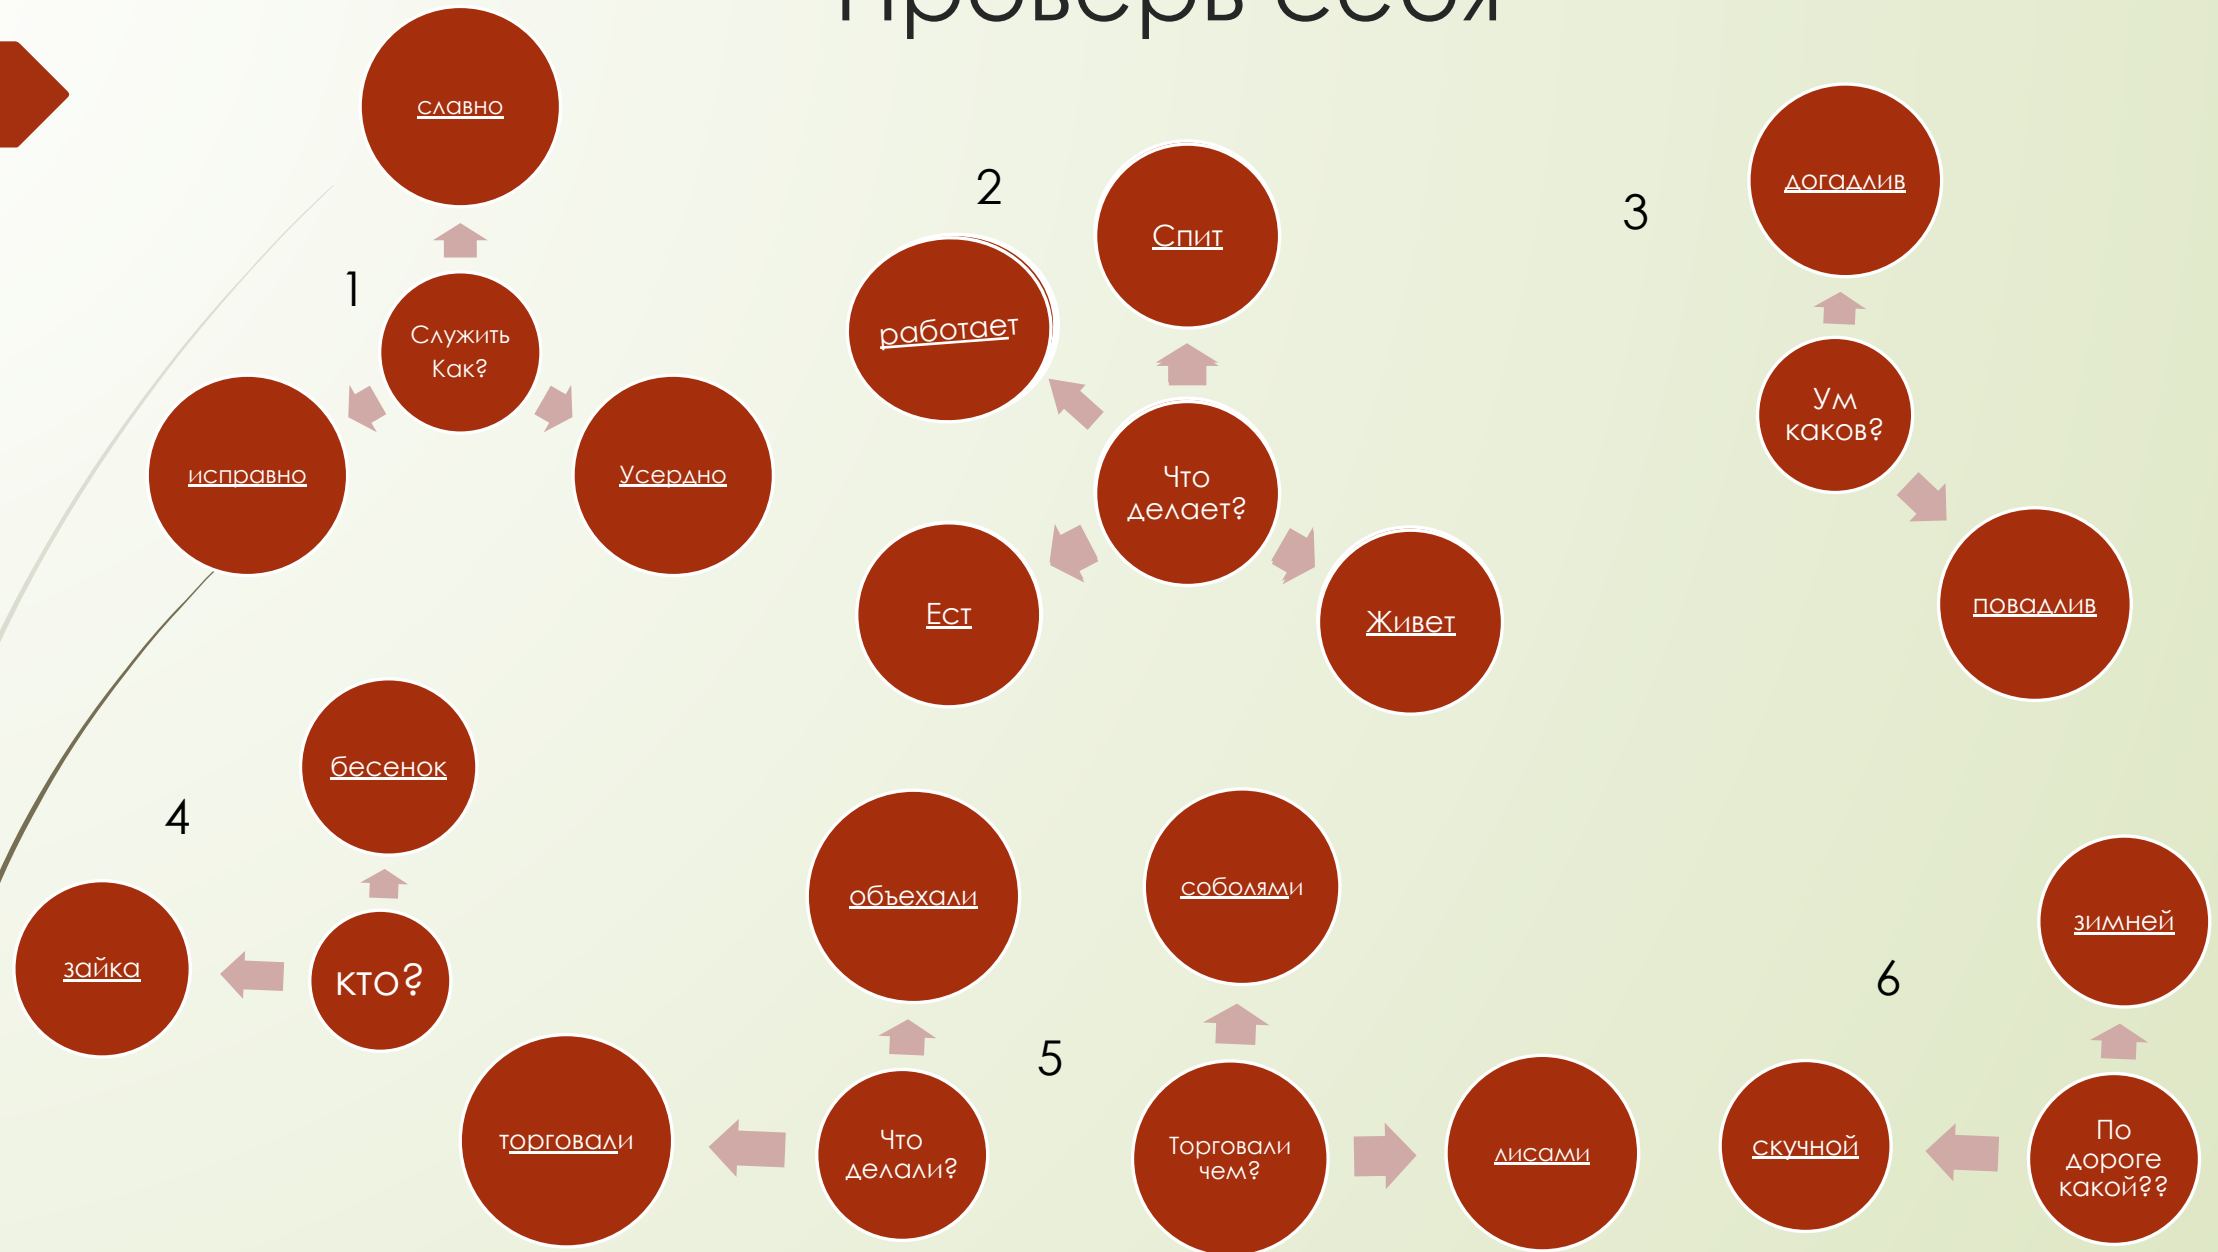 Проверь себя
1
славно
Служить
Как?
исправно
Усердно
2
Спит
работает
Что
делает?
Ест
Живет
3
догадлив
Ум
каков?
повадлив
4
бесенок
зайка
кто?
5
объехали
торговали
Что
делали?
соболями
Торговали
чем?
лисами
6
зимней
скучной
По
дороге
какой??